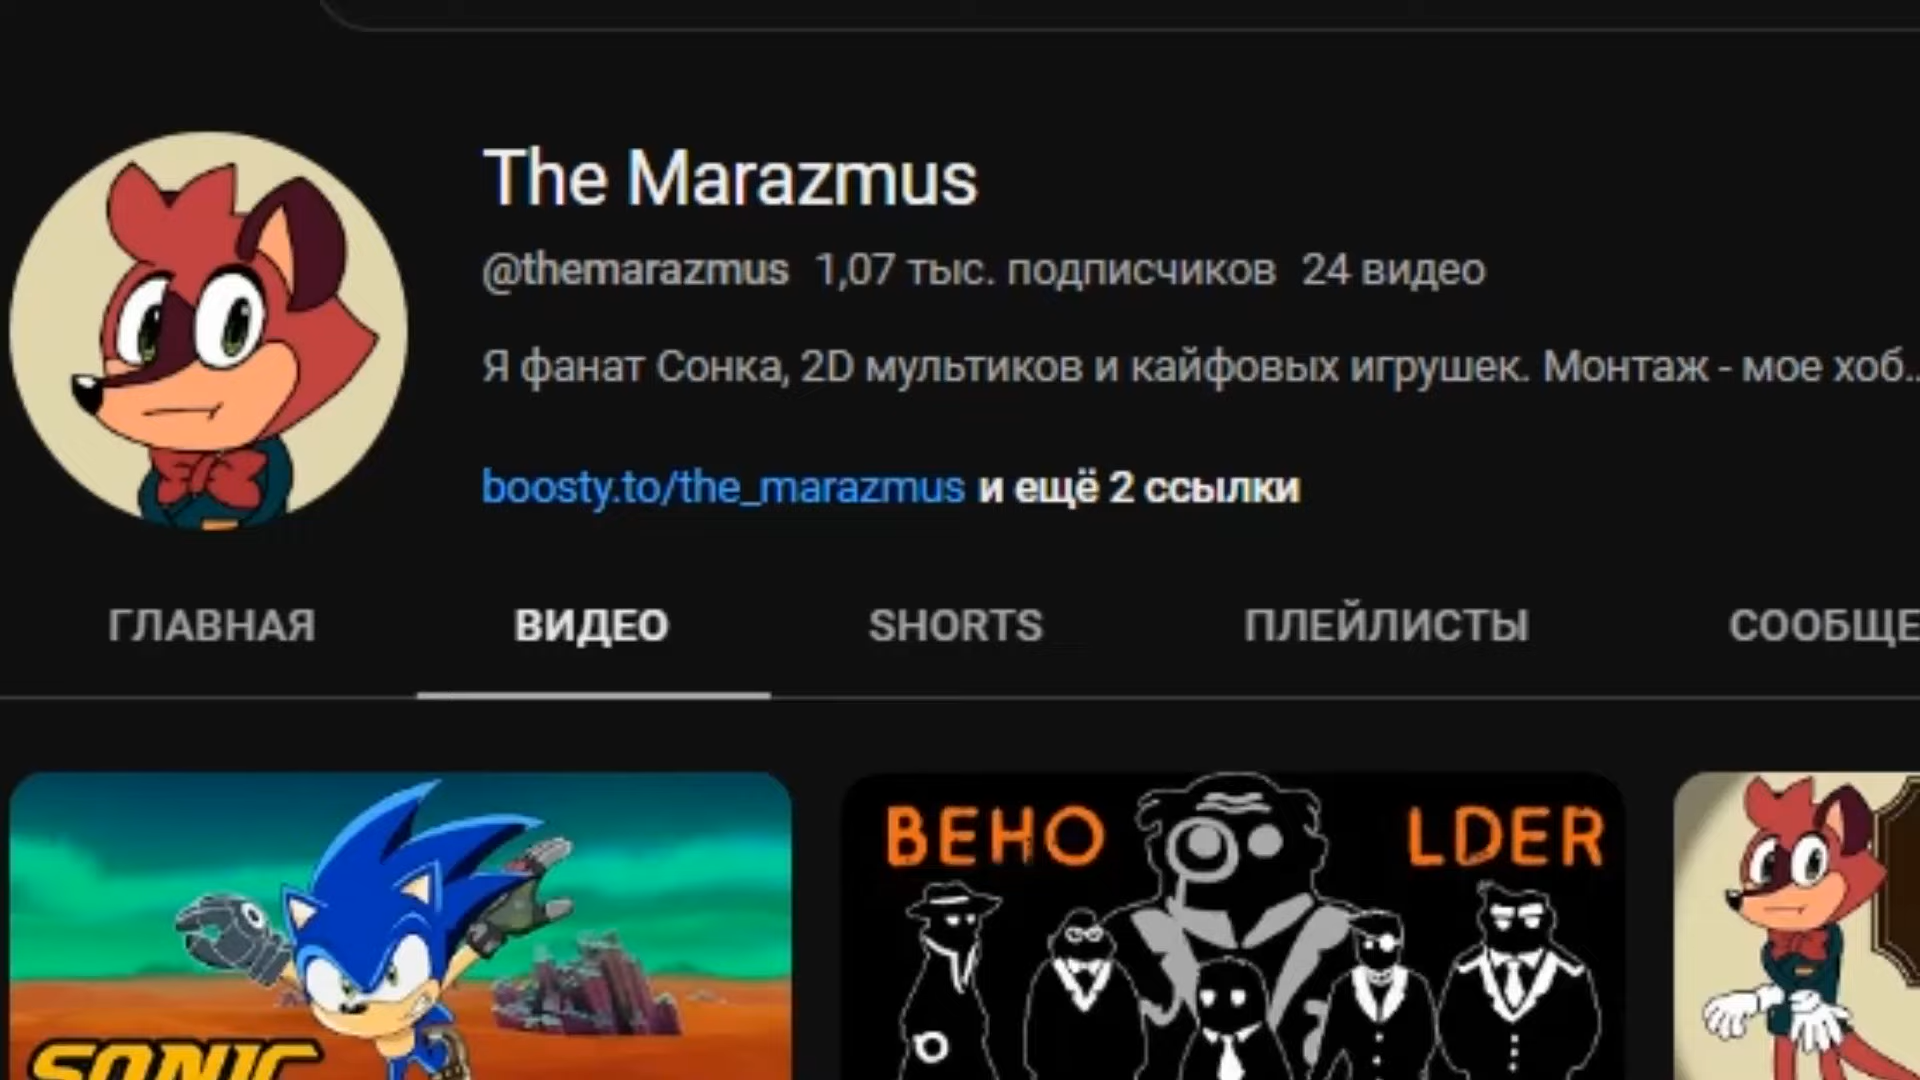 The Marazmus
@themarazmus 1,07 тыс. подписчиков 24 видео
Я фанат Сонка, 2D мультиков и кайфовых игрушек. Монтаж - мое хоб...
boosty.to/the_marazmus и ещё 2 ссылки
ГЛАВНАЯ ВИДЕО SHORTS ПЛЕЙЛИСТЫ СООБЩЕ
BEHO LDER
SONIC